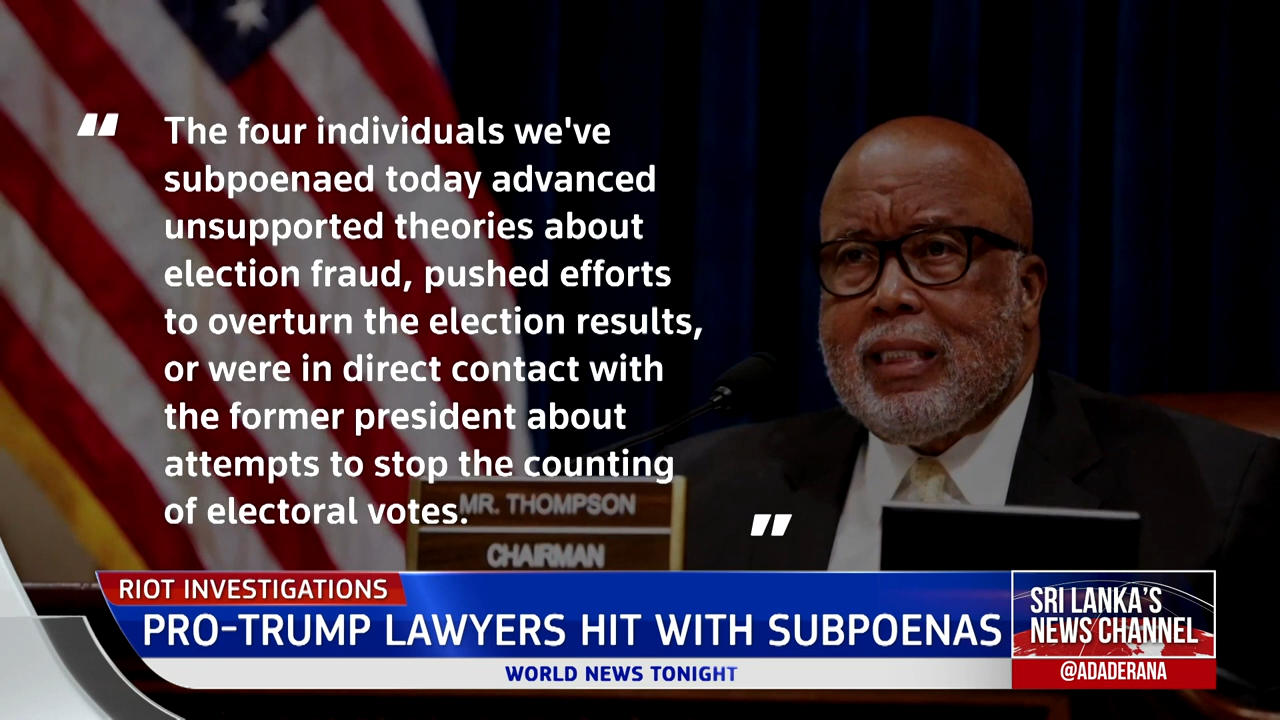 The four individuals we've
subpoenaed today advanced
unsupported theories about
election fraud, pushed efforts
to overturn the election results,
or were in direct contact with
the former president about
attempts to stop the counting
of electoral votes.
MR. THOMPSON
CHAIRMAN
RIOT INVESTIGATIONS
PRO-TRUMP LAWYERS HIT WITH SUBPOENAS
WORLD NEWS TONIGHT
SRI LANKA'S
NEWS CHANNEL
@ADADERANA